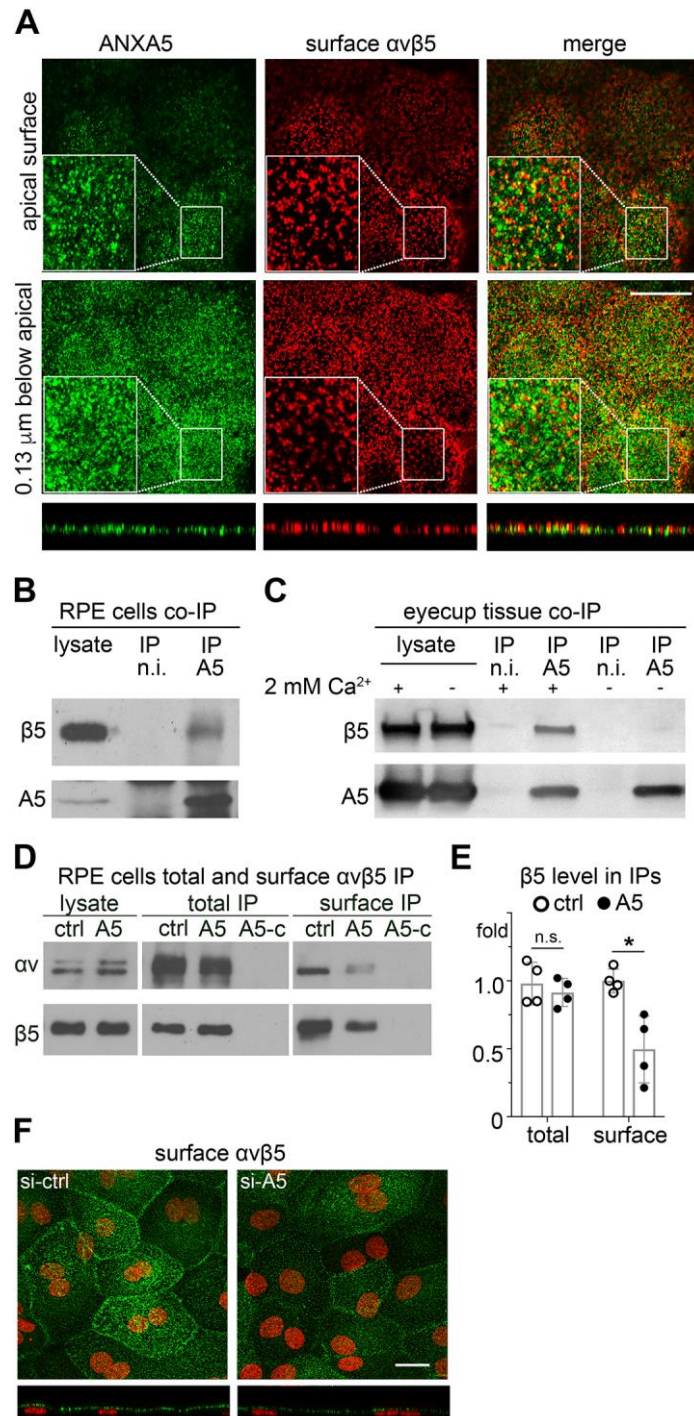 A
ANXA5 surface αvβ5 merge
apical surface
0.13 μm below apical
B
RPE cells co-IP
lysate IP n.i. IP A5
β5
A5
C
eyecup tissue co-IP
lysate IP n.i. IP A5 IP n.i. IP A5
2 mM Ca²⁺ + - + + - -
β5
A5
D
RPE cells total and surface αvβ5 IP
lysate total IP surface IP
ctrl A5 ctrl A5 A5-c ctrl A5 A5-c
αv
β5
E
β5 level in IPs
ctrl A5
fold
n.s. *
1.0
0.5
0
total surface
F
surface αvβ5
si-ctrl si-A5